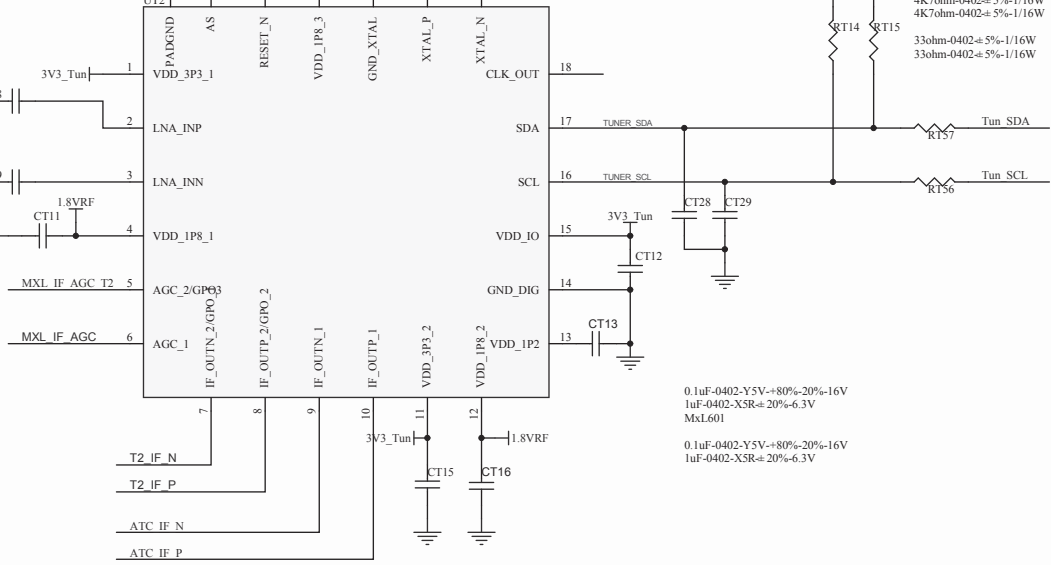 UT2
4K7ohm-0402-±5%-1/16W
4K7ohm-0402-±5%-1/16W
33ohm-0402-±5%-1/16W
33ohm-0402-±5%-1/16W
RT14
RT15
PADGND
AS
RESET_N
VDD_1P8_3
GND_XTAL
XTAL_P
XTAL_N
3V3_Tun
1
VDD_3P3_1
CLK_OUT
18
2
LNA_INP
SDA
17
TUNER_SDA
RT57
Tun_SDA
3
LNA_INN
SCL
16
TUNER_SCL
RT56
Tun_SCL
1.8VRF
CT11
4
VDD_1P8_1
VDD_IO
15
3V3_Tun
CT28
CT29
CT12
MXL_IF_AGC_T2
5
AGC_2/GPO3
GND_DIG
14
MXL_IF_AGC
6
AGC_1
VDD_1P2
13
CT13
IF_OUTN_2/GPO_1
IF_OUTP_2/GPO_2
IF_OUTN_1
IF_OUTP_1
VDD_3P3_2
VDD_1P8_2
7
8
9
10
11
12
3V3_Tun
1.8VRF
CT15
CT16
T2_IF_N
T2_IF_P
ATC_IF_N
ATC_IF_P
0.1uF-0402-Y5V-+80%-20%-16V
1uF-0402-X5R-±20%-6.3V
MxL601
0.1uF-0402-Y5V-+80%-20%-16V
1uF-0402-X5R-±20%-6.3V